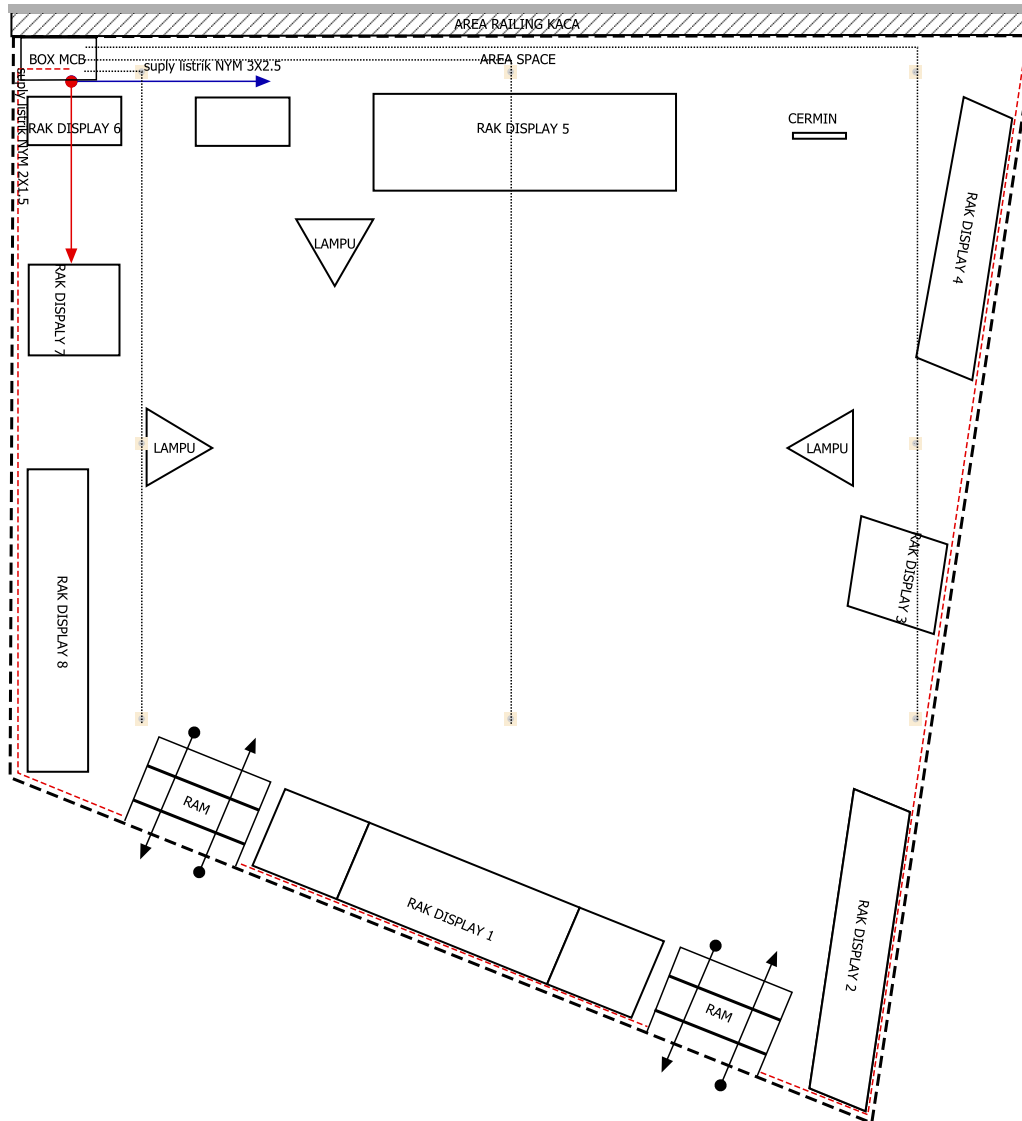 AREA RAILING KACA
BOX MCB
AREA SPACE
suply listrik NYM 3X2.5
suply listrik NYM 2X1.5
RAK DISPLAY 6
RAK DISPLAY 5
CERMIN
RAK DISPLAY 4
LAMPU
RAK DISPALY 7
LAMPU
LAMPU
RAK DISPLAY 3
RAK DISPLAY 8
RAM
RAK DISPLAY 1
RAK DISPLAY 2
RAM